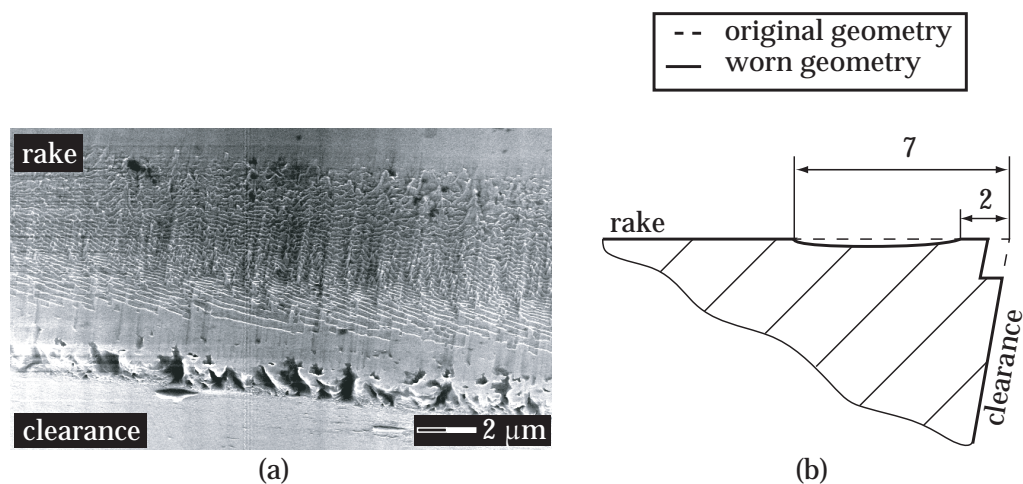 original geometry
worn geometry
rake
clearance
2 μm
(a)
7
2
rake
clearance
(b)